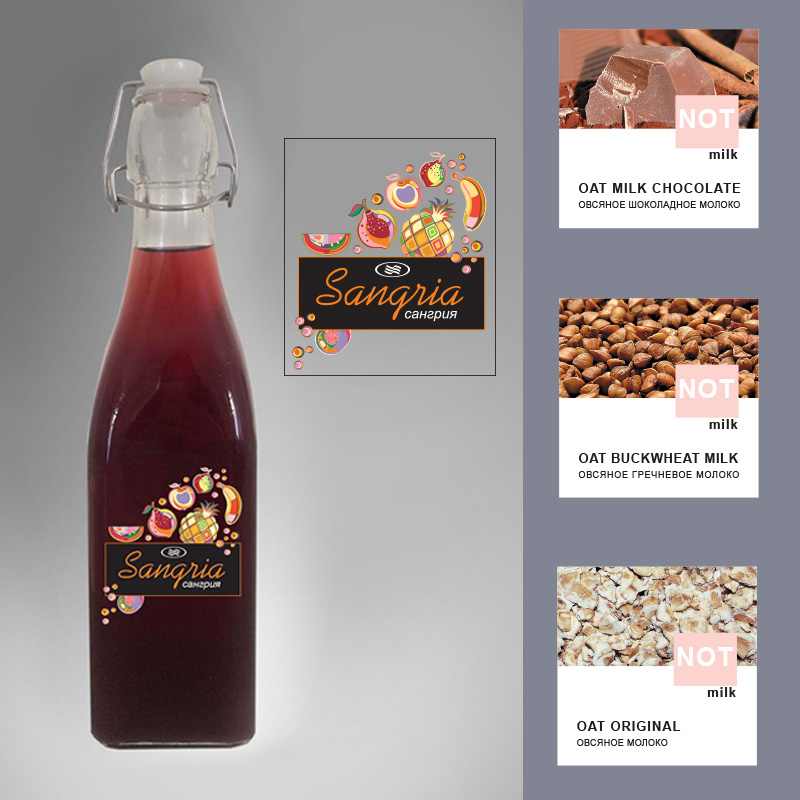 Sangria
сангрия
Sangria
сангрия
NOT
milk
OAT MILK CHOCOLATE
ОВСЯНОЕ ШОКОЛАДНОЕ МОЛОКО
NOT
milk
OAT BUCKWHEAT MILK
ОВСЯНОЕ ГРЕЧНЕВОЕ МОЛОКО
NOT
milk
OAT ORIGINAL
ОВСЯНОЕ МОЛОКО